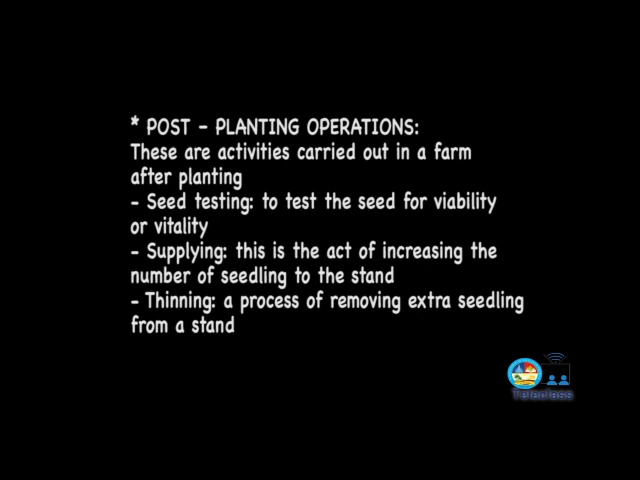 * POST - PLANTING OPERATIONS:
These are activities carried out in a farm
after planting
- Seed testing: to test the seed for viability
or vitality
- Supplying: this is the act of increasing the
number of seedling to the stand
- Thinning: a process of removing extra seedling
from a stand
Teleclass